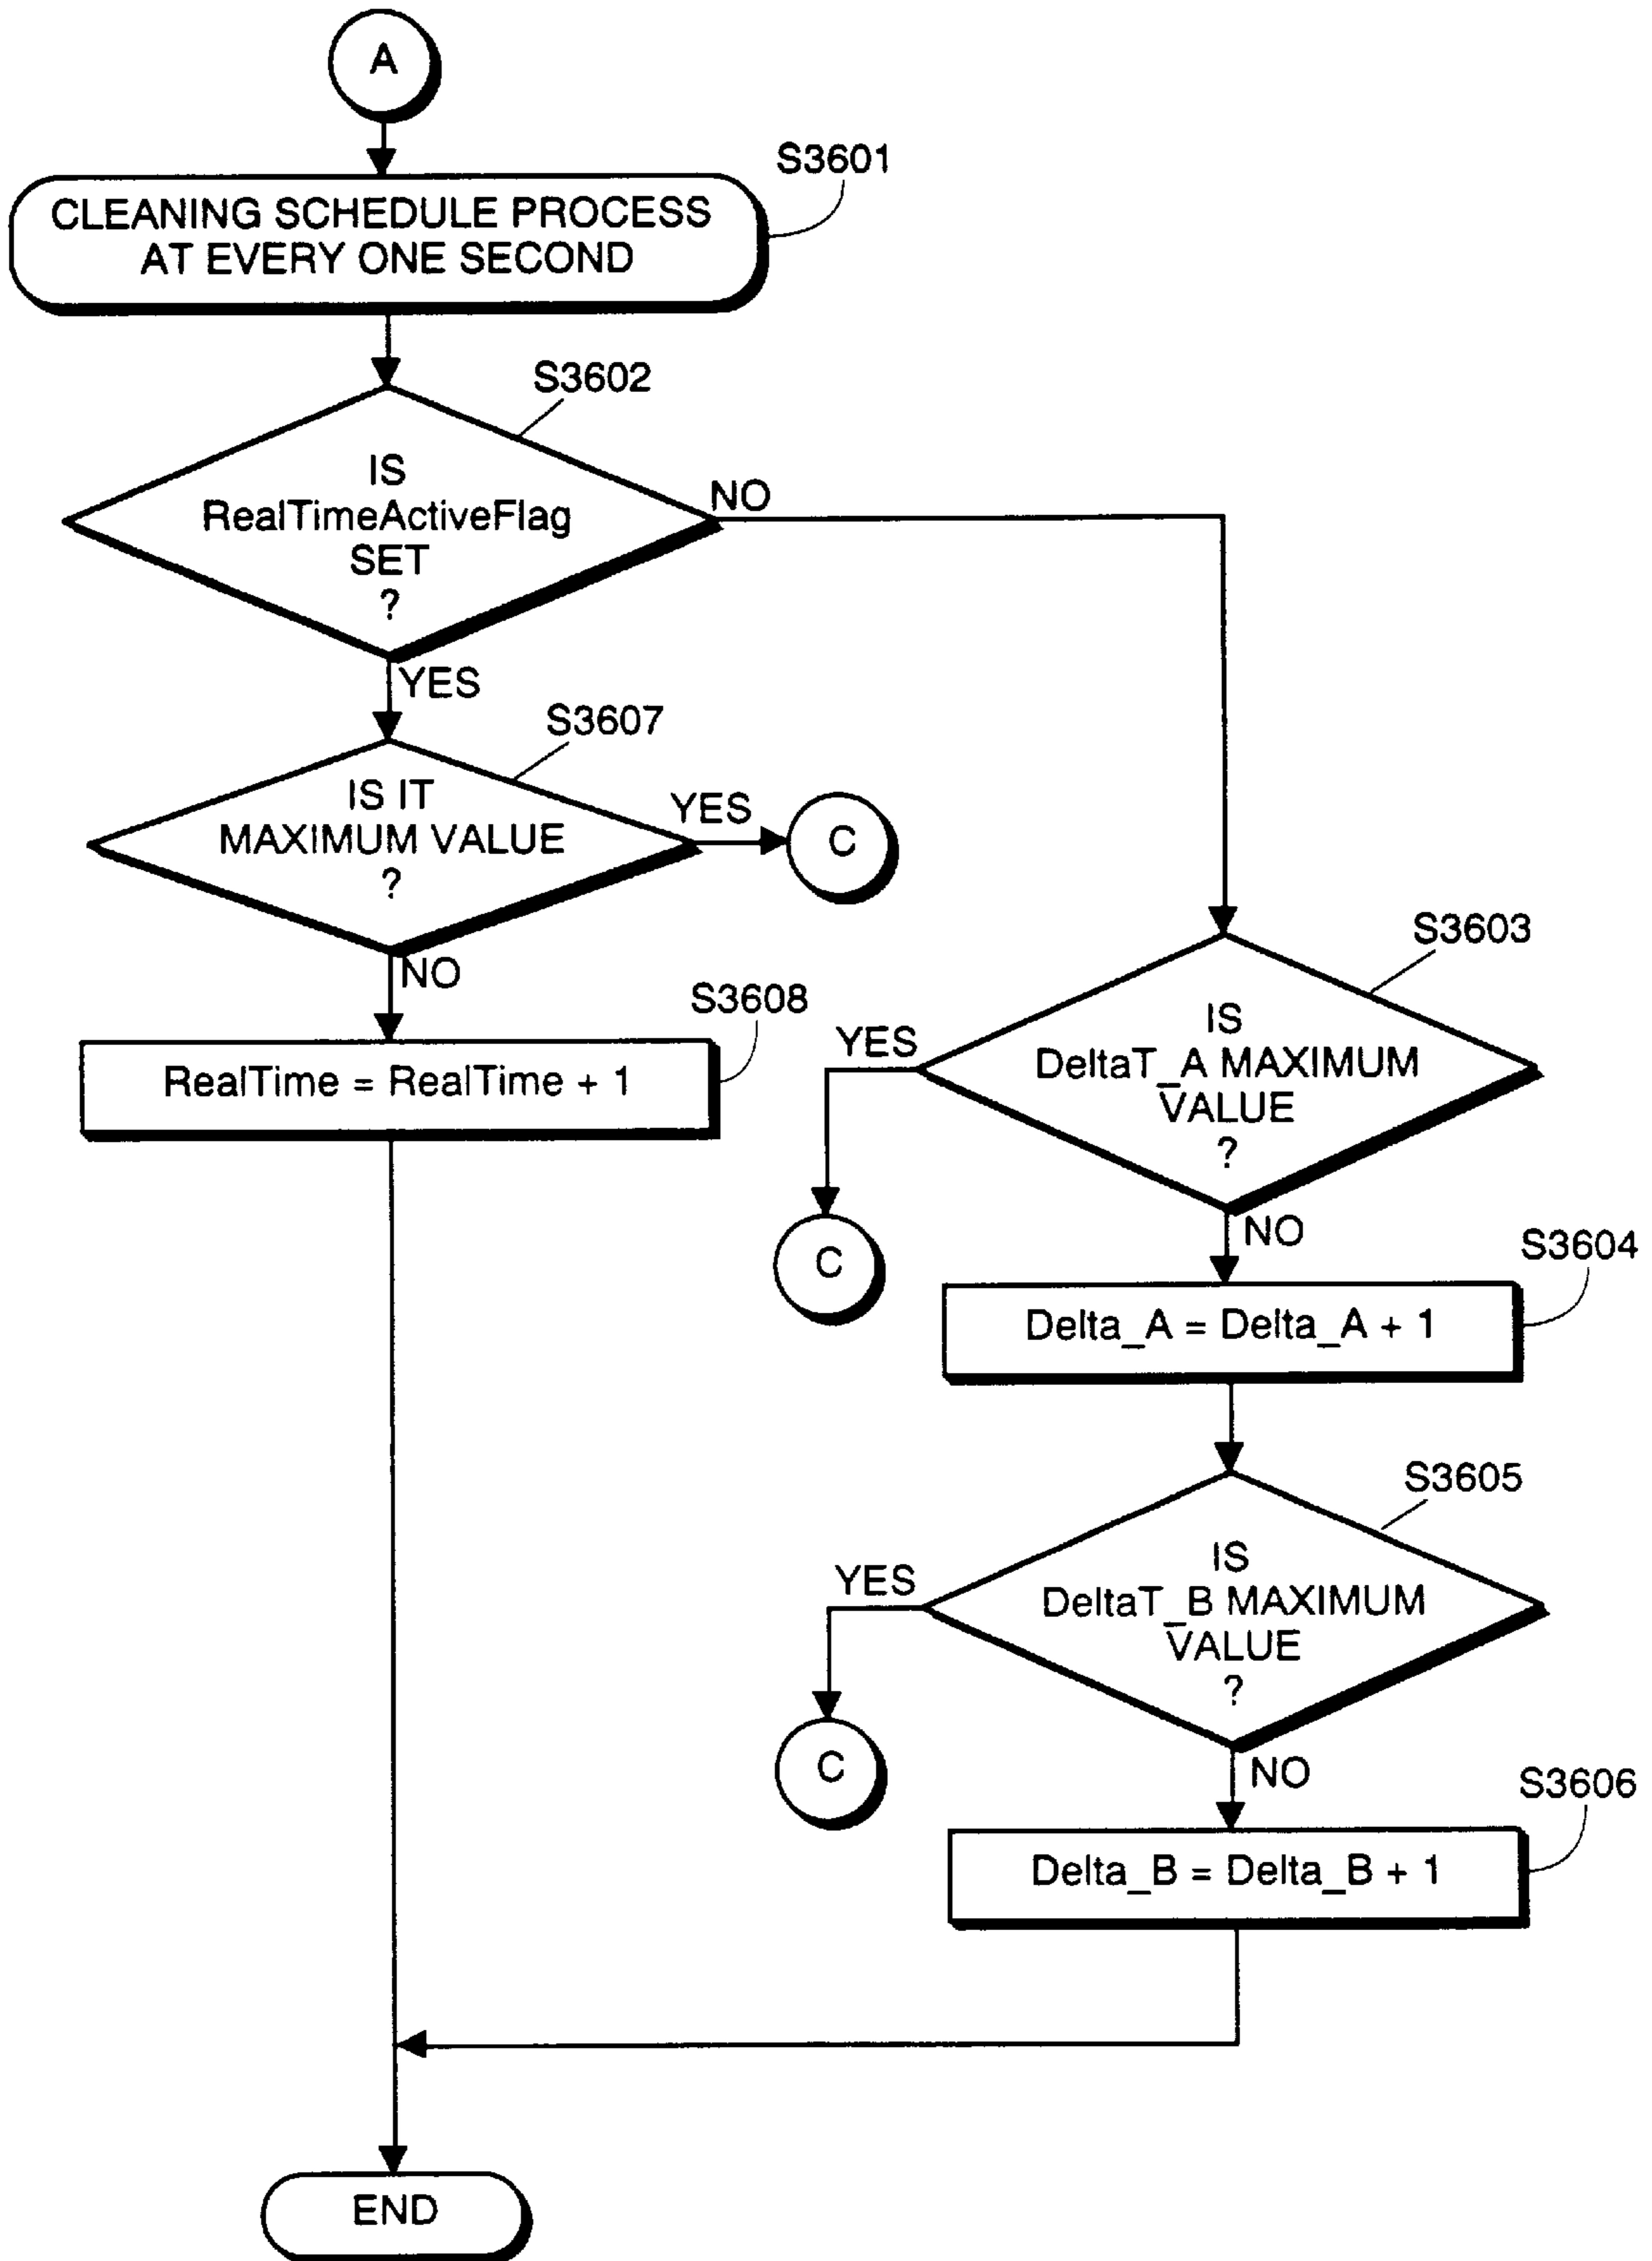 A
S3601
CLEANING SCHEDULE PROCESS
AT EVERY ONE SECOND
S3602
IS
RealTimeActiveFlag
SET
?
NO
YES
S3607
IS IT
MAXIMUM VALUE
?
YES
C
NO
S3608
RealTime = RealTime + 1
S3603
IS
DeltaT_A MAXIMUM
VALUE
?
YES
C
NO
S3604
Delta_A = Delta_A + 1
S3605
IS
DeltaT_B MAXIMUM
VALUE
?
YES
C
NO
S3606
Delta_B = Delta_B + 1
END